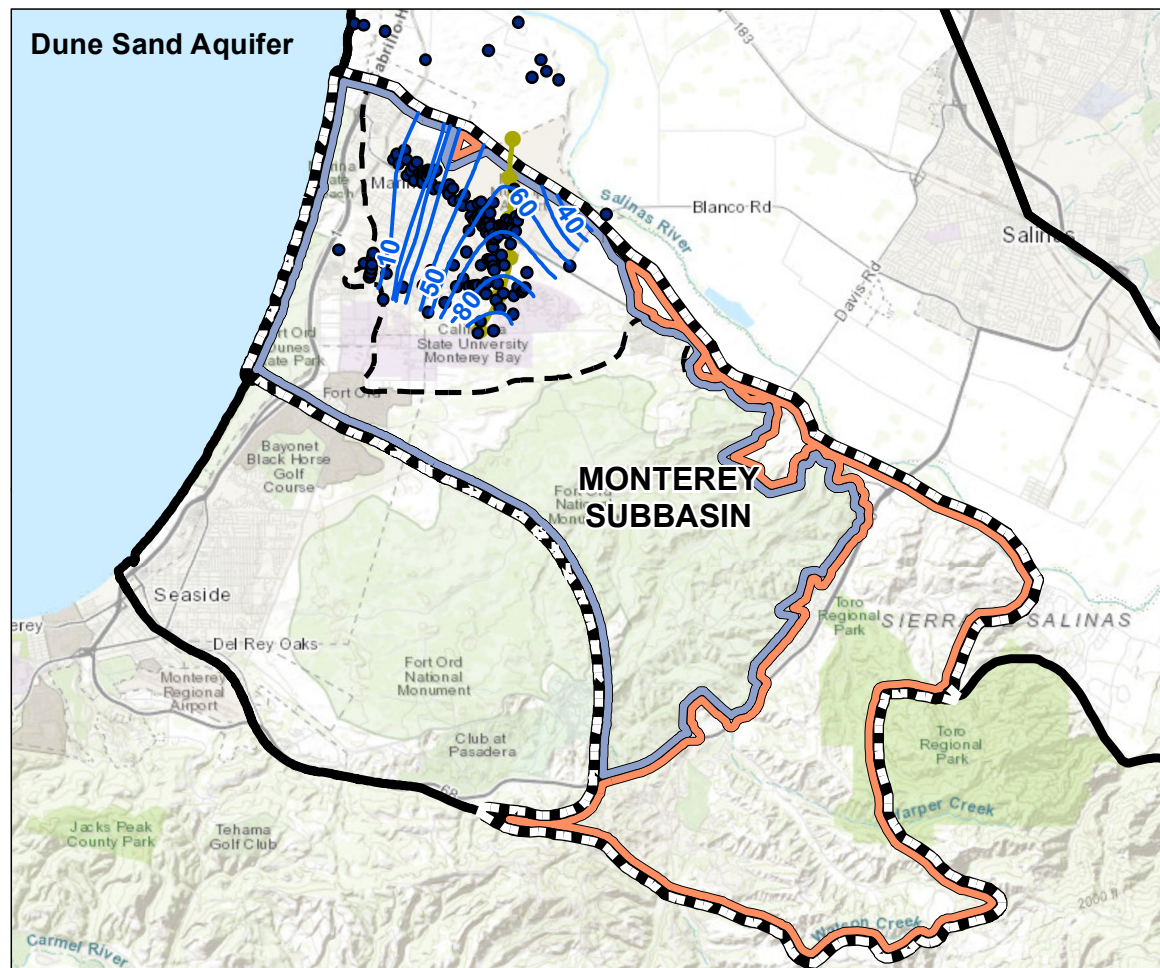 Dune Sand Aquifer
183
Salinas River
Blanco Rd
Salinas
Davis Rd
60
40
10
50
80
State University
Monterey Bay
Fort Ord
Bayonet
Black Horse
Golf
Course
MONTEREY
SUBBASIN
Seaside
Del Rey Oaks
Monterey
Regional
Airport
Fort Ord
National
Monument
Club at
Pasadera
Toro
Regional
Park
SIERRA
SALINAS
Toro
Regional
Park
Harper Creek
Jacks Peak
County Park
Tehama
Golf Club
Watson Creek
Carmel River